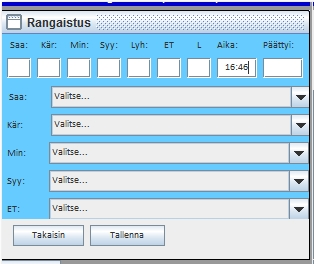 Rangaistus
Saa: Kär: Min: Syy: Lyh: ET L Aika: Päättyi:
16:46
Saa: Valitse...
Kär: Valitse...
Min: Valitse...
Syy: Valitse...
ET: Valitse...
Takaisin Tallenna